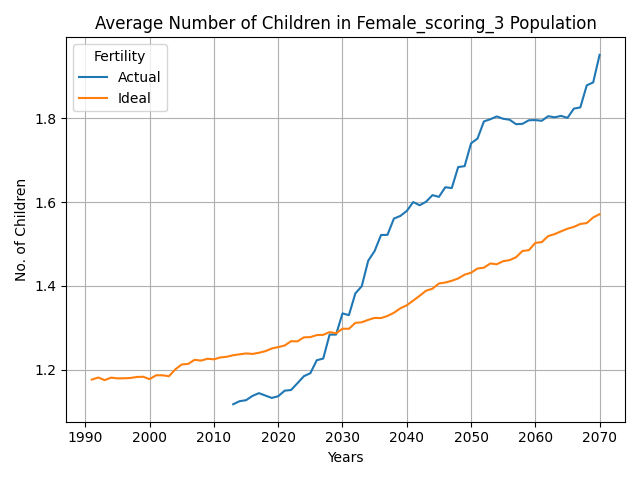 Average Number of Children in Female_scoring_3 Population
Fertility
Actual
Ideal
No. of Children
1.8
1.6
1.4
1.2
1990 2000 2010 2020 2030 2040 2050 2060 2070
Years